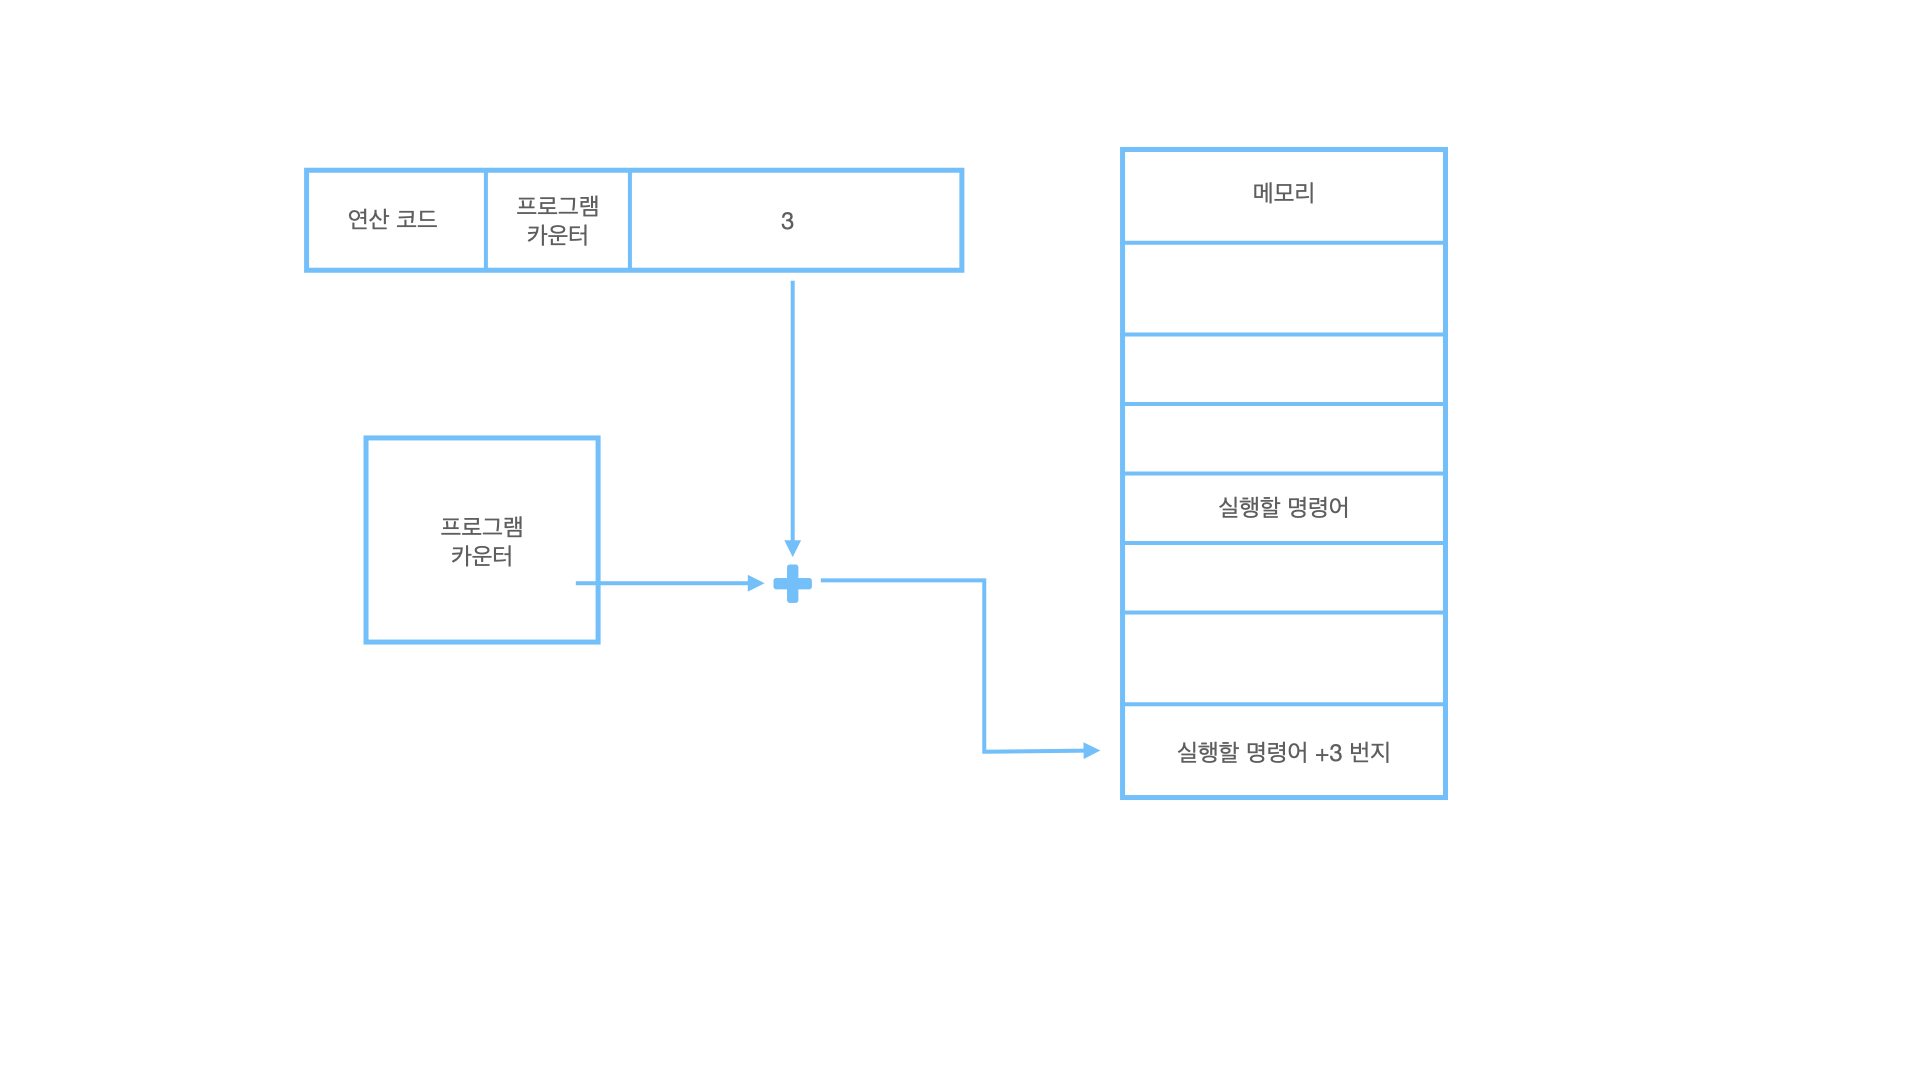 연산 코드
프로그램
카운터
3
메모리
프로그램
카운터
실행할 명령어
실행할 명령어 +3 번지